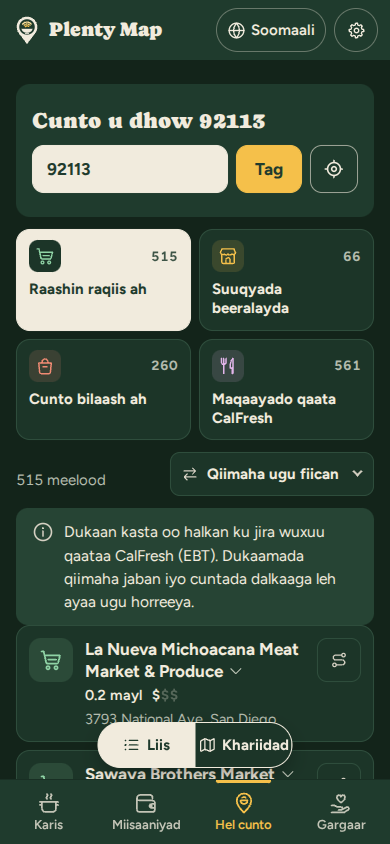 Plenty Map
Soomaali
Cunto u dhow 92113
92113
Tag
515
Raashin raqiis ah
66
Suuqyada
beeralayda
260
Cunto bilaash ah
561
Maqaayado qaata
CalFresh
515 meelood
Qiimaha ugu fiican
Dukaan kasta oo halkan ku jira wuxuu
qaataa CalFresh (EBT). Dukaamada
qiimaha jaban iyo cuntada dalkaaga leh
ayaa ugu horreeya.
La Nueva Michoacana Meat
Market & Produce
0.2 mayl $$$
3793 National Ave, San Diego
Liis
Khariidad
Sawaya Brothers Market
Karis
Miisaaniyad
Hel cunto
Gargaar